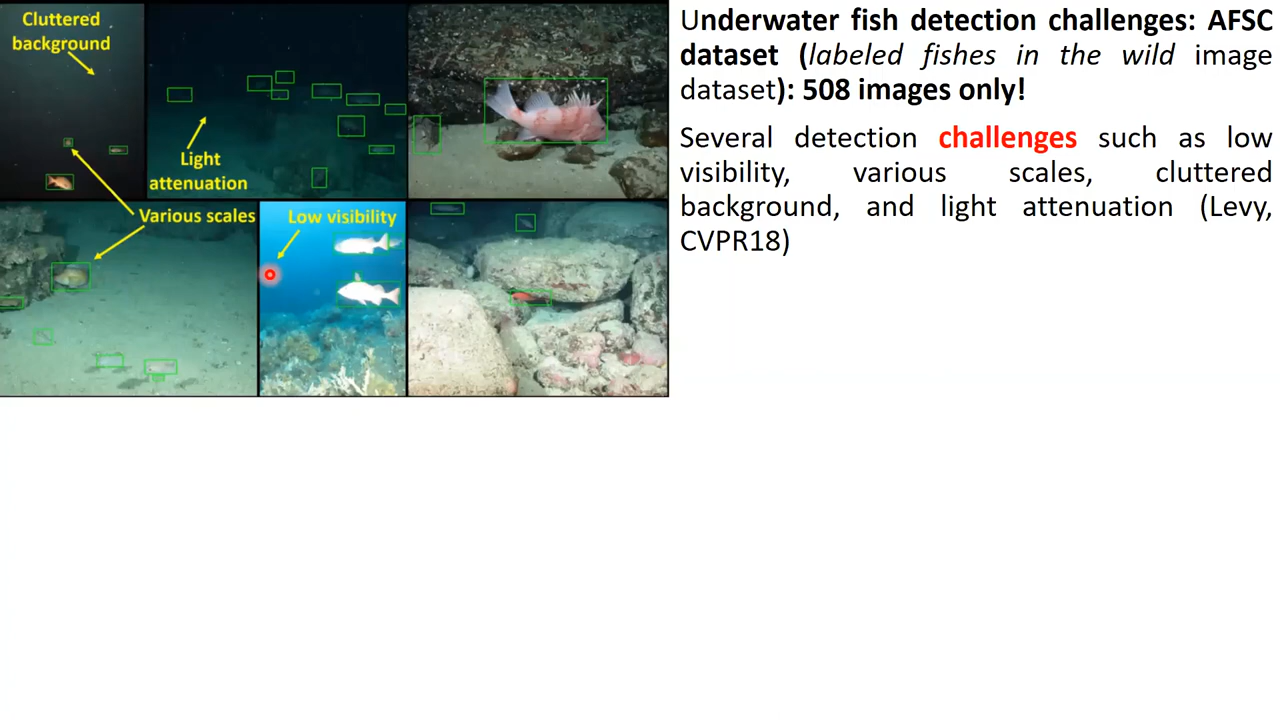 Cluttered
background
Light
attenuation
Various scales
Low visibility
Underwater fish detection challenges: AFSC
dataset (labeled fishes in the wild image
dataset): 508 images only!
Several detection challenges such as low
visibility, various scales, cluttered
background, and light attenuation (Levy,
CVPR18)